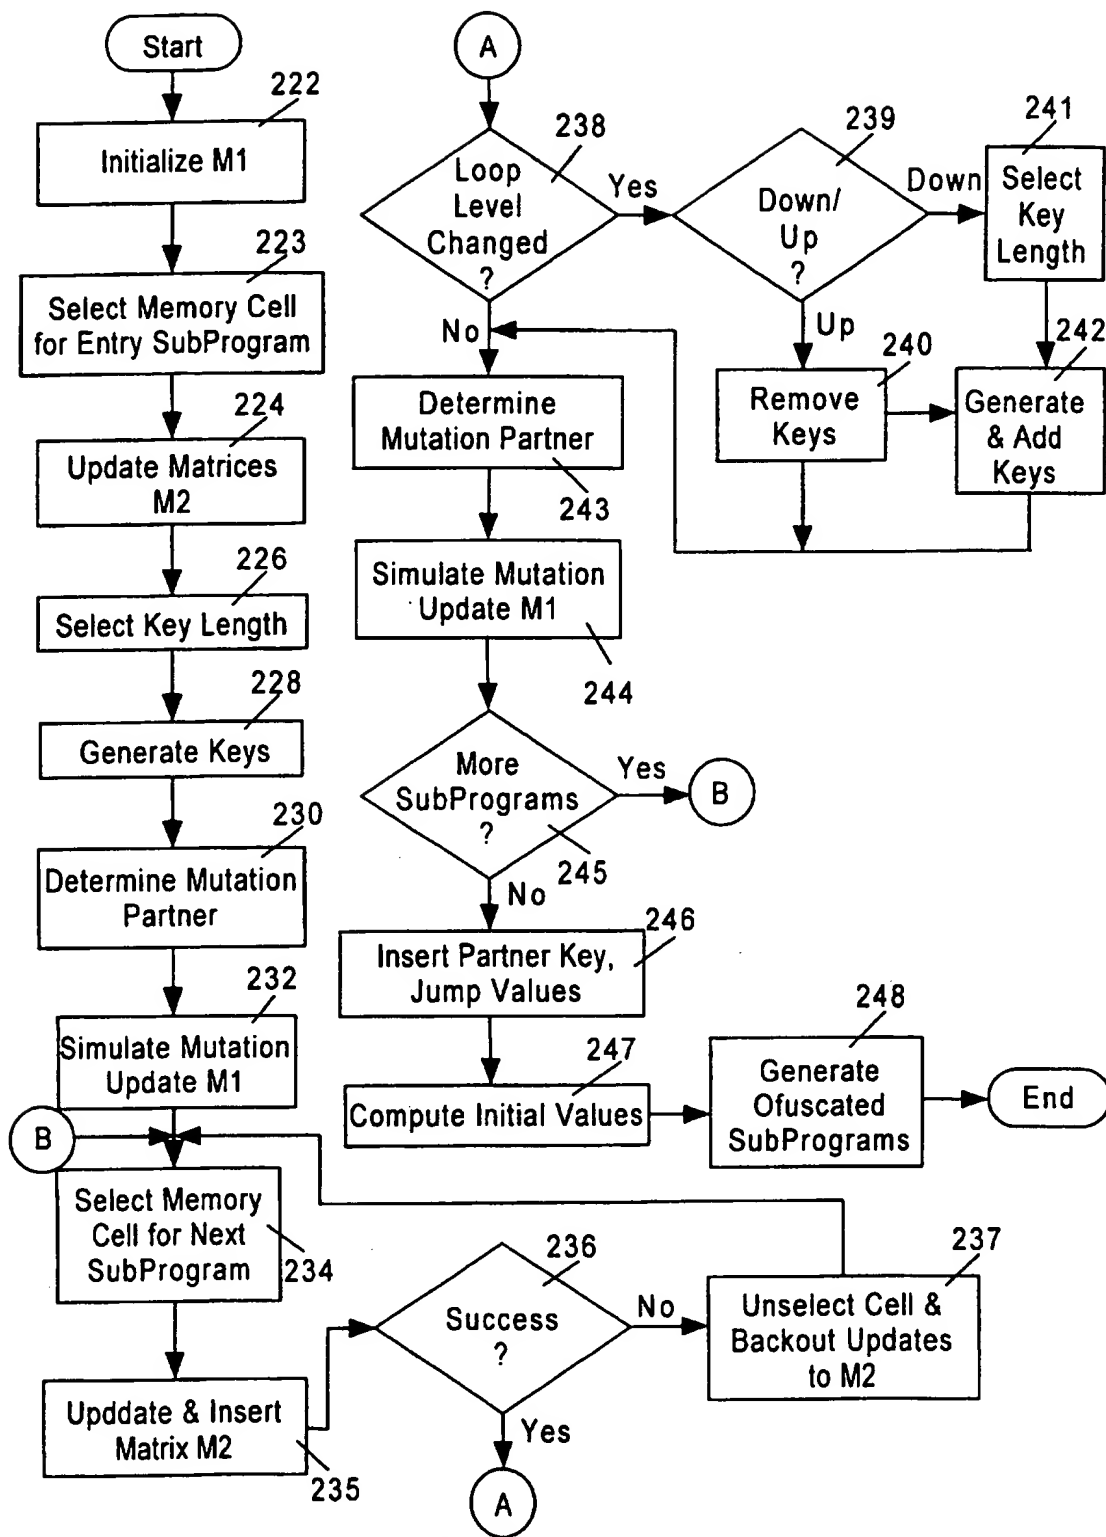 Start
222
Initialize M1
223
Select Memory Cell
for Entry SubProgram
224
Update Matrices
M2
226
Select Key Length
228
Generate Keys
230
Determine Mutation
Partner
232
Simulate Mutation
Update M1
B
Select Memory
Cell for Next
SubProgram
234
Upddate & Insert
Matrix M2
235
236
Success
?
No
Yes
A
237
Unselect Cell &
Backout Updates
to M2
A
238
Loop
Level
Changed
?
Yes
No
239
Down/
Up
?
Down
Up
241
Select
Key
Length
240
Remove
Keys
242
Generate
& Add
Keys
Determine
Mutation Partner
243
Simulate Mutation
Update M1
244
More
SubPrograms
?
Yes
B
245
No
246
Insert Partner Key,
Jump Values
247
Compute Initial Values
248
Generate
Ofuscated
SubPrograms
End